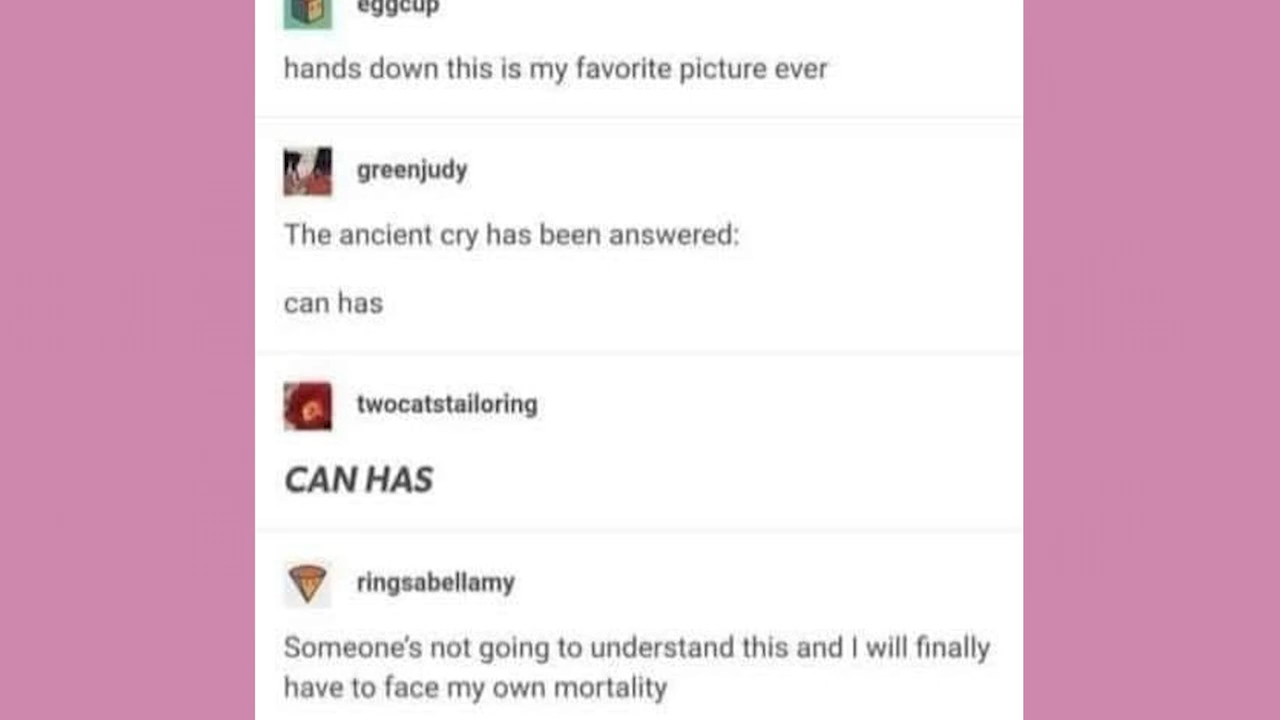 eggcup
hands down this is my favorite picture ever
greenjudy
The ancient cry has been answered:
can has
twocatstailoring
CAN HAS
ringsabellamy
Someone's not going to understand this and I will finally
have to face my own mortality